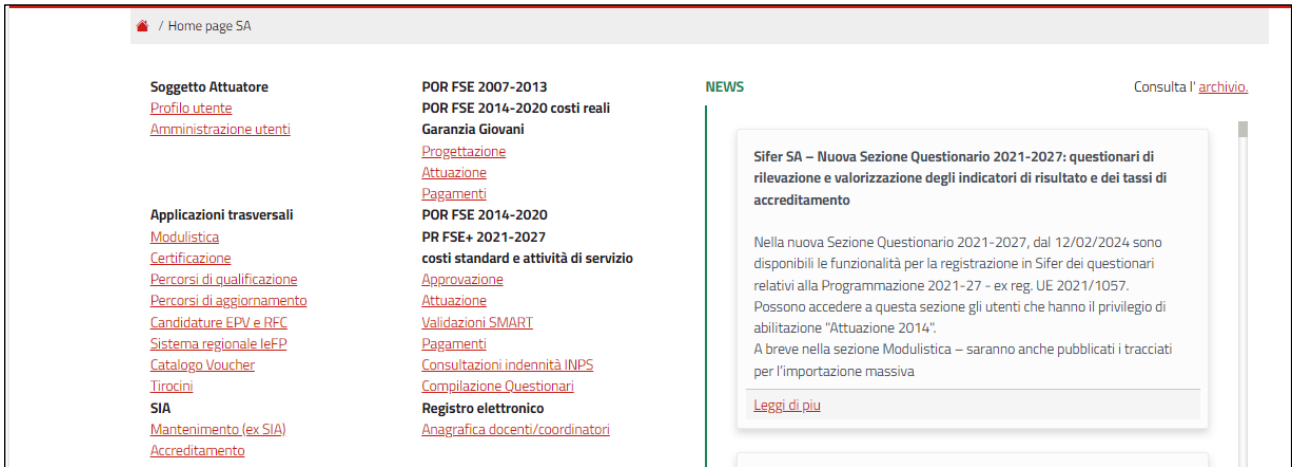 / Home page SA
Soggetto Attuatore
Profilo utente
Amministrazione utenti
Applicazioni trasversali
Modulistica
Certificazione
Percorsi di qualificazione
Percorsi di aggiornamento
Candidature EPV e RFC
Sistema regionale IeFP
Catalogo Voucher
Tirocini
SIA
Mantenimento (ex SIA)
Accreditamento
POR FSE 2007-2013
POR FSE 2014-2020 costi reali
Garanzia Giovani
Progettazione
Attuazione
Pagamenti
POR FSE 2014-2020
PR FSE+ 2021-2027
costi standard e attività di servizio
Approvazione
Attuazione
Validazioni SMART
Pagamenti
Consultazioni indennità INPS
Compilazione Questionari
Registro elettronico
Anagrafica docenti/coordinatori
NEWS
Consulta l' archivio.
Sifer SA – Nuova Sezione Questionario 2021-2027: questionari di
rilevazione e valorizzazione degli indicatori di risultato e dei tassi di
accreditamento
Nella nuova Sezione Questionario 2021-2027, dal 12/02/2024 sono
disponibili le funzionalità per la registrazione in Sifer dei questionari
relativi alla Programmazione 2021-27 - ex reg. UE 2021/1057.
Possono accedere a questa sezione gli utenti che hanno il privilegio di
abilitazione "Attuazione 2014".
A breve nella sezione Modulistica – saranno anche pubblicati i tracciati
per l'importazione massiva
Leggi di piu